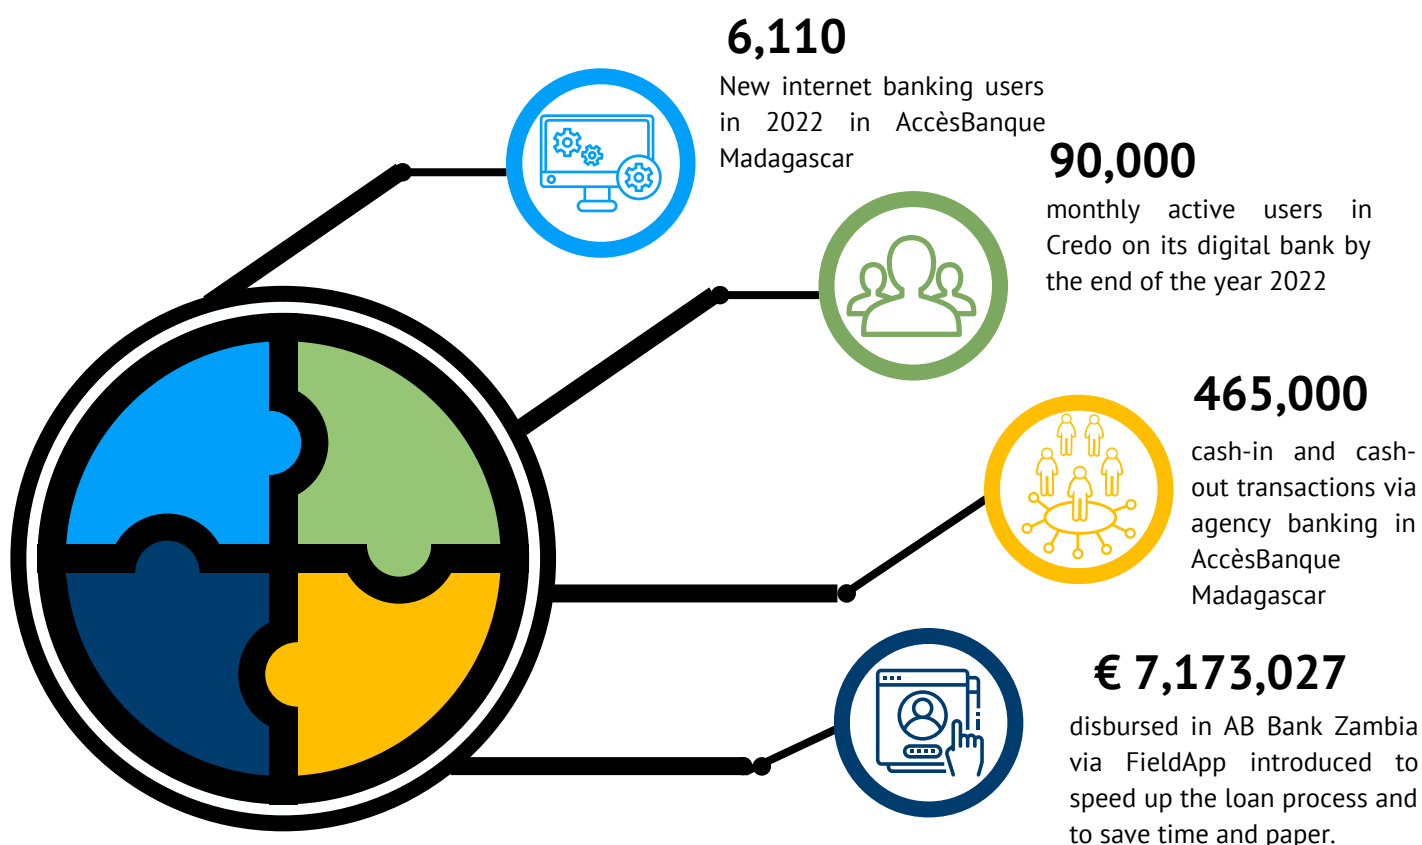 6,110
New internet banking users
in 2022 in AccèsBanque
Madagascar
90,000
monthly active users in
Credo on its digital bank by
the end of the year 2022
465,000
cash-in and cash-
out transactions via
agency banking in
AccèsBanque
Madagascar
€ 7,173,027
disbursed in AB Bank Zambia
via FieldApp introduced to
speed up the loan process and
to save time and paper.